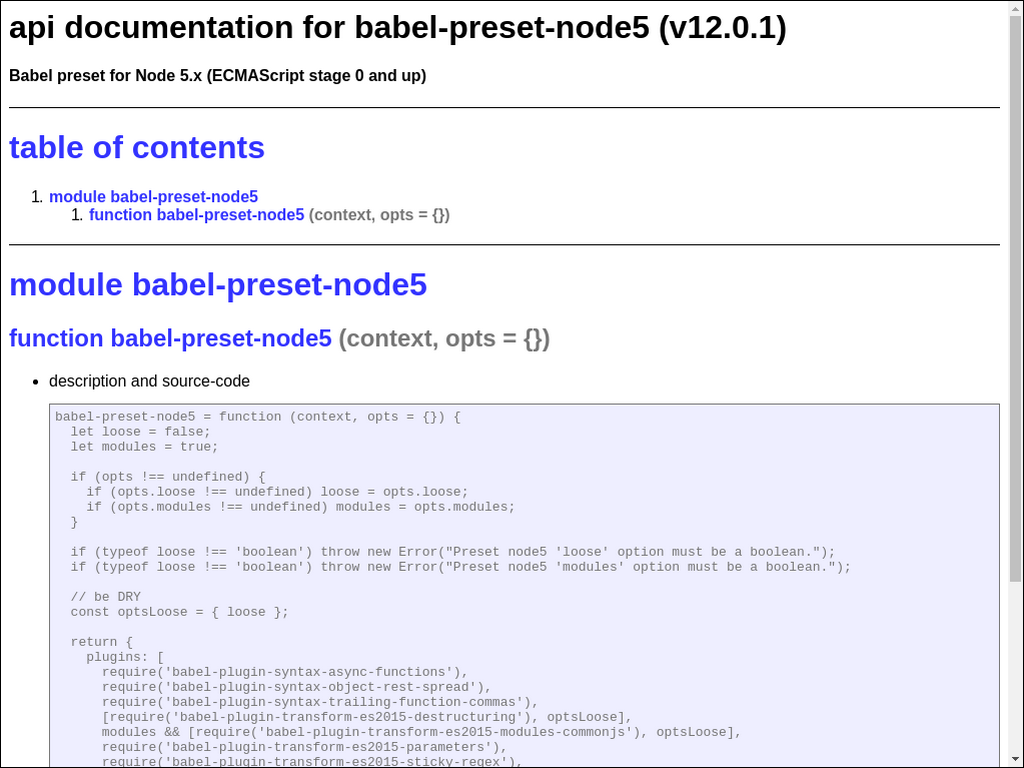 api documentation for babel-preset-node5 (v12.0.1)
Babel preset for Node 5.x (ECMAScript stage 0 and up)
table of contents
1. module babel-preset-node5
1. function babel-preset-node5 (context, opts = {})
module babel-preset-node5
function babel-preset-node5 (context, opts = {})
• description and source-code
babel-preset-node5 = function (context, opts = {}) {
  let loose = false;
  let modules = true;

  if (opts !== undefined) {
    if (opts.loose !== undefined) loose = opts.loose;
    if (opts.modules !== undefined) modules = opts.modules;
  }

  if (typeof loose !== 'boolean') throw new Error("Preset node5 'loose' option must be a boolean.");
  if (typeof loose !== 'boolean') throw new Error("Preset node5 'modules' option must be a boolean.");

  // be DRY
  const optsLoose = { loose };

  return {
    plugins: [
      require('babel-plugin-syntax-async-functions'),
      require('babel-plugin-syntax-object-rest-spread'),
      require('babel-plugin-syntax-trailing-function-commas'),
      [require('babel-plugin-transform-es2015-destructuring'), optsLoose],
      modules && [require('babel-plugin-transform-es2015-modules-commonjs'), optsLoose],
      require('babel-plugin-transform-es2015-parameters'),
      require('babel-plugin-transform-es2015-sticky-regex'),